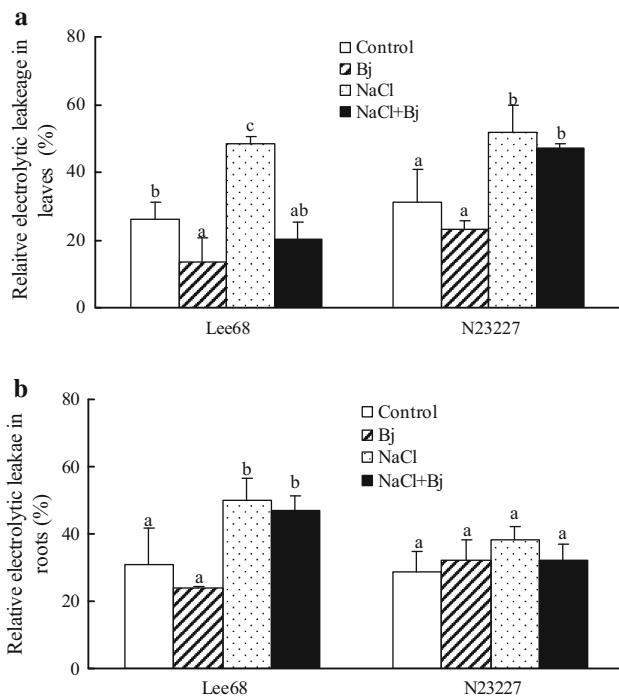 a
Relaitve electrolytic leakeage in
leaves (%)
80
60
40
20
0
Control
Bj
NaCl
NaCl+Bj
b
a
c
ab
a
a
b
b
Lee68
N23227
b
Relative electrolytic leakae in
roots (%)
80
60
40
20
0
Control
Bj
NaCl
NaCl+Bj
a
a
b
b
a
a
a
a
Lee68
N23227